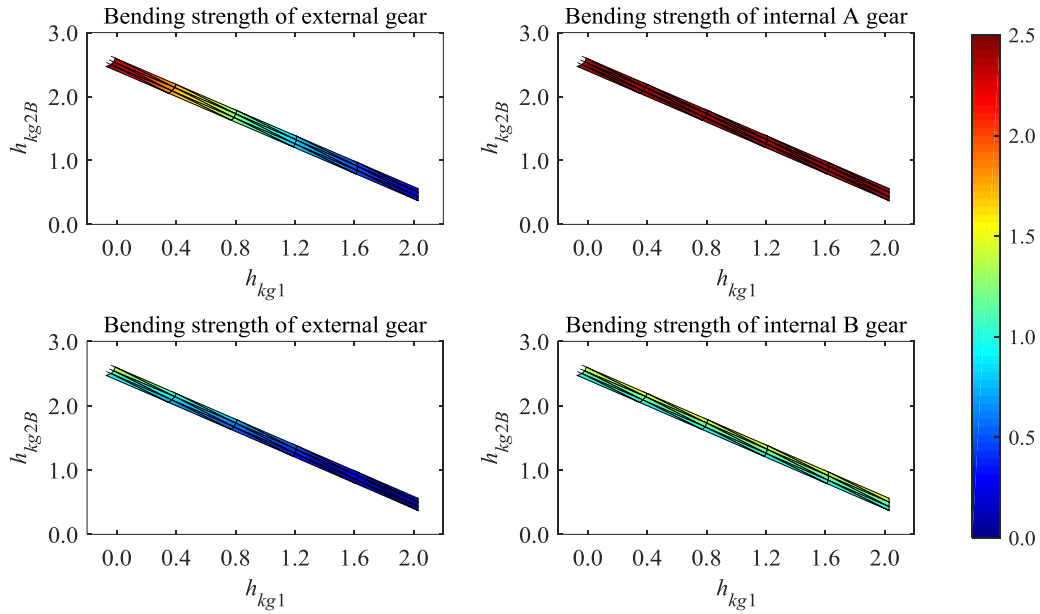 Bending strength of external gear
3.0
2.0
1.0
0.0
h_kg2B
0.0 0.4 0.8 1.2 1.6 2.0
h_kg1
Bending strength of internal A gear
3.0
2.0
1.0
0.0
h_kg2B
0.0 0.4 0.8 1.2 1.6 2.0
h_kg1
Bending strength of external gear
3.0
2.0
1.0
0.0
h_kg2B
0.0 0.4 0.8 1.2 1.6 2.0
h_kg1
Bending strength of internal B gear
3.0
2.0
1.0
0.0
h_kg2B
0.0 0.4 0.8 1.2 1.6 2.0
h_kg1
2.5
2.0
1.5
1.0
0.5
0.0